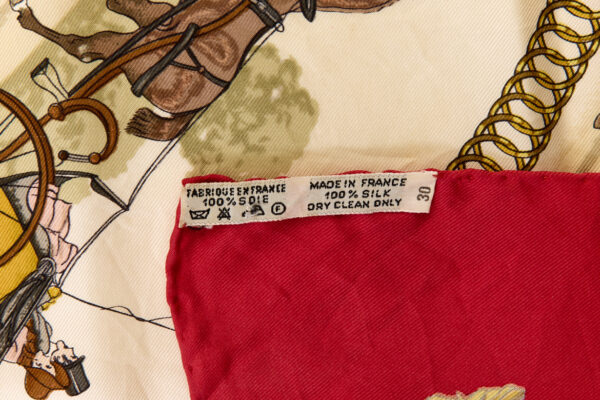 FABRIQUE EN FRANCE
100% SOIE
F
MADE IN FRANCE
100% SILK
DRY CLEAN ONLY
30